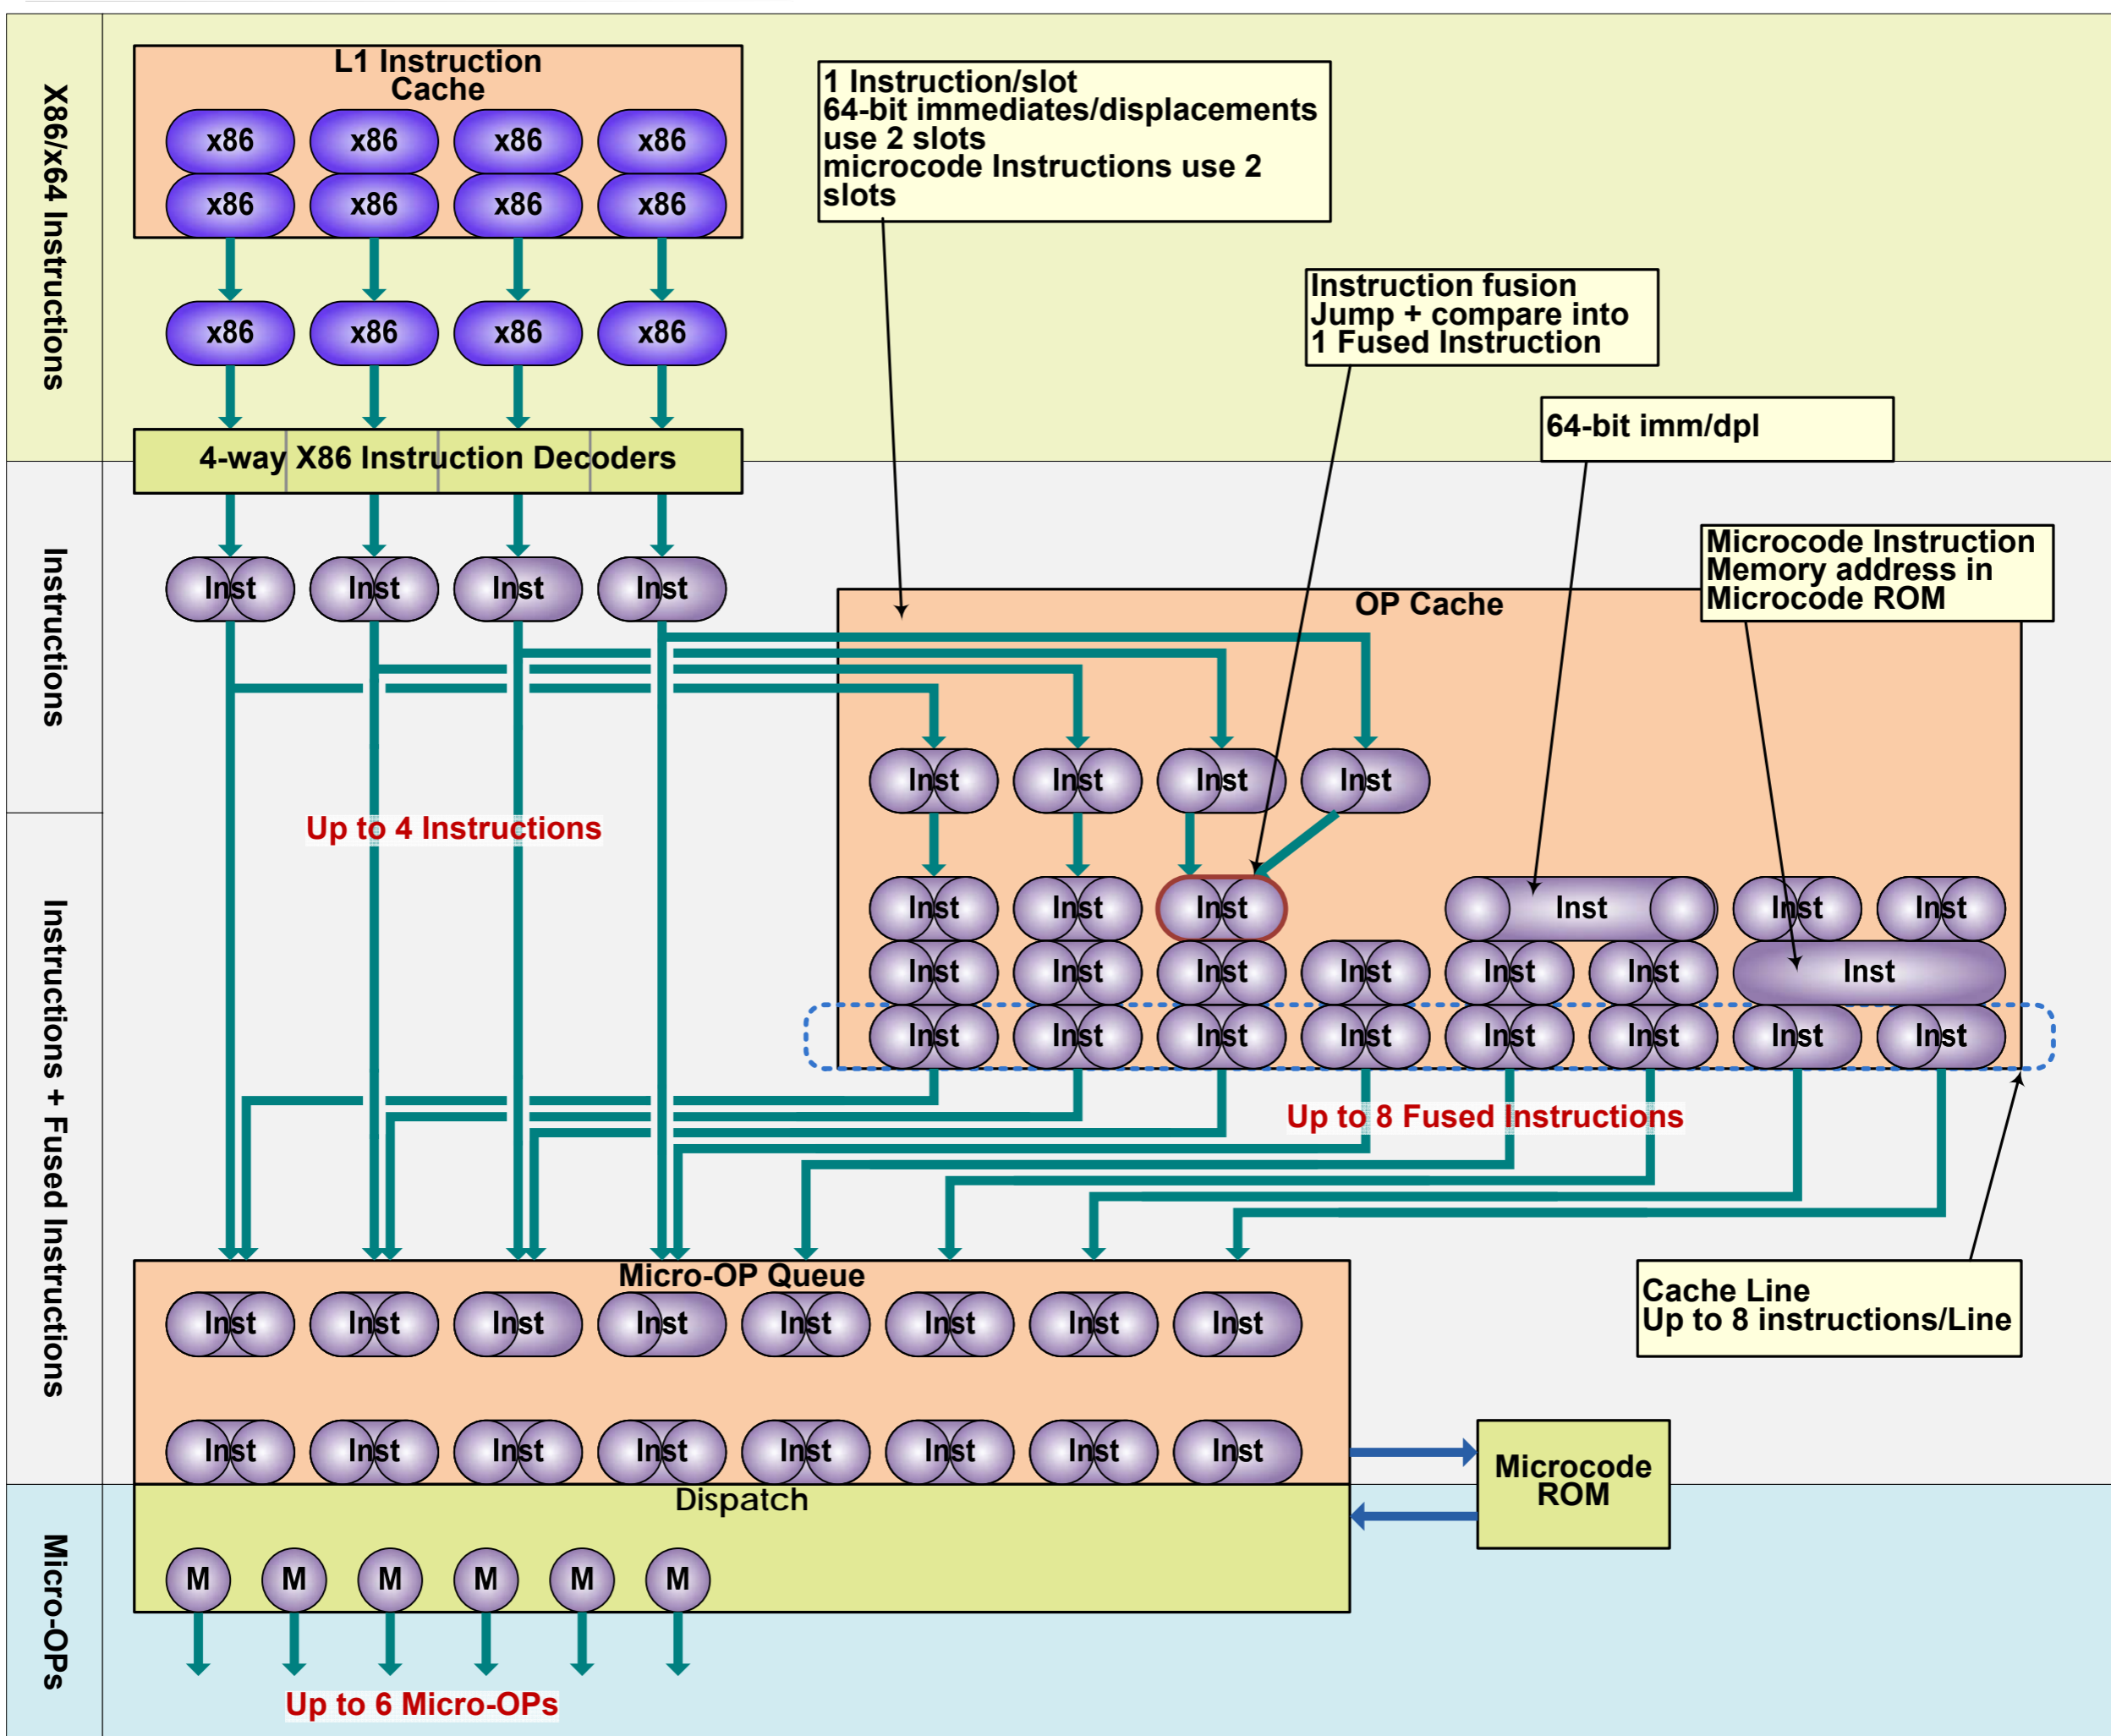 X86/x64 Instructions
L1 Instruction
Cache
x86 x86 x86 x86
x86 x86 x86 x86
x86 x86 x86 x86
4-way X86 Instruction Decoders
1 Instruction/slot
64-bit immediates/displacements
use 2 slots
microcode Instructions use 2
slots
Instruction fusion
Jump + compare into
1 Fused Instruction
64-bit imm/dpl
Instructions
Inst Inst Inst Inst
Microcode Instruction
Memory address in
Microcode ROM
OP Cache
Inst Inst Inst Inst
Up to 4 Instructions
Instructions + Fused Instructions
Inst Inst Inst Inst Inst Inst
Inst Inst Inst Inst Inst Inst Inst
Inst Inst Inst Inst Inst Inst Inst Inst
Up to 8 Fused Instructions
Cache Line
Up to 8 instructions/Line
Micro-OP Queue
Inst Inst Inst Inst Inst Inst Inst Inst
Inst Inst Inst Inst Inst Inst Inst Inst
Microcode
ROM
Micro-OPs
Dispatch
M M M M M M
Up to 6 Micro-OPs